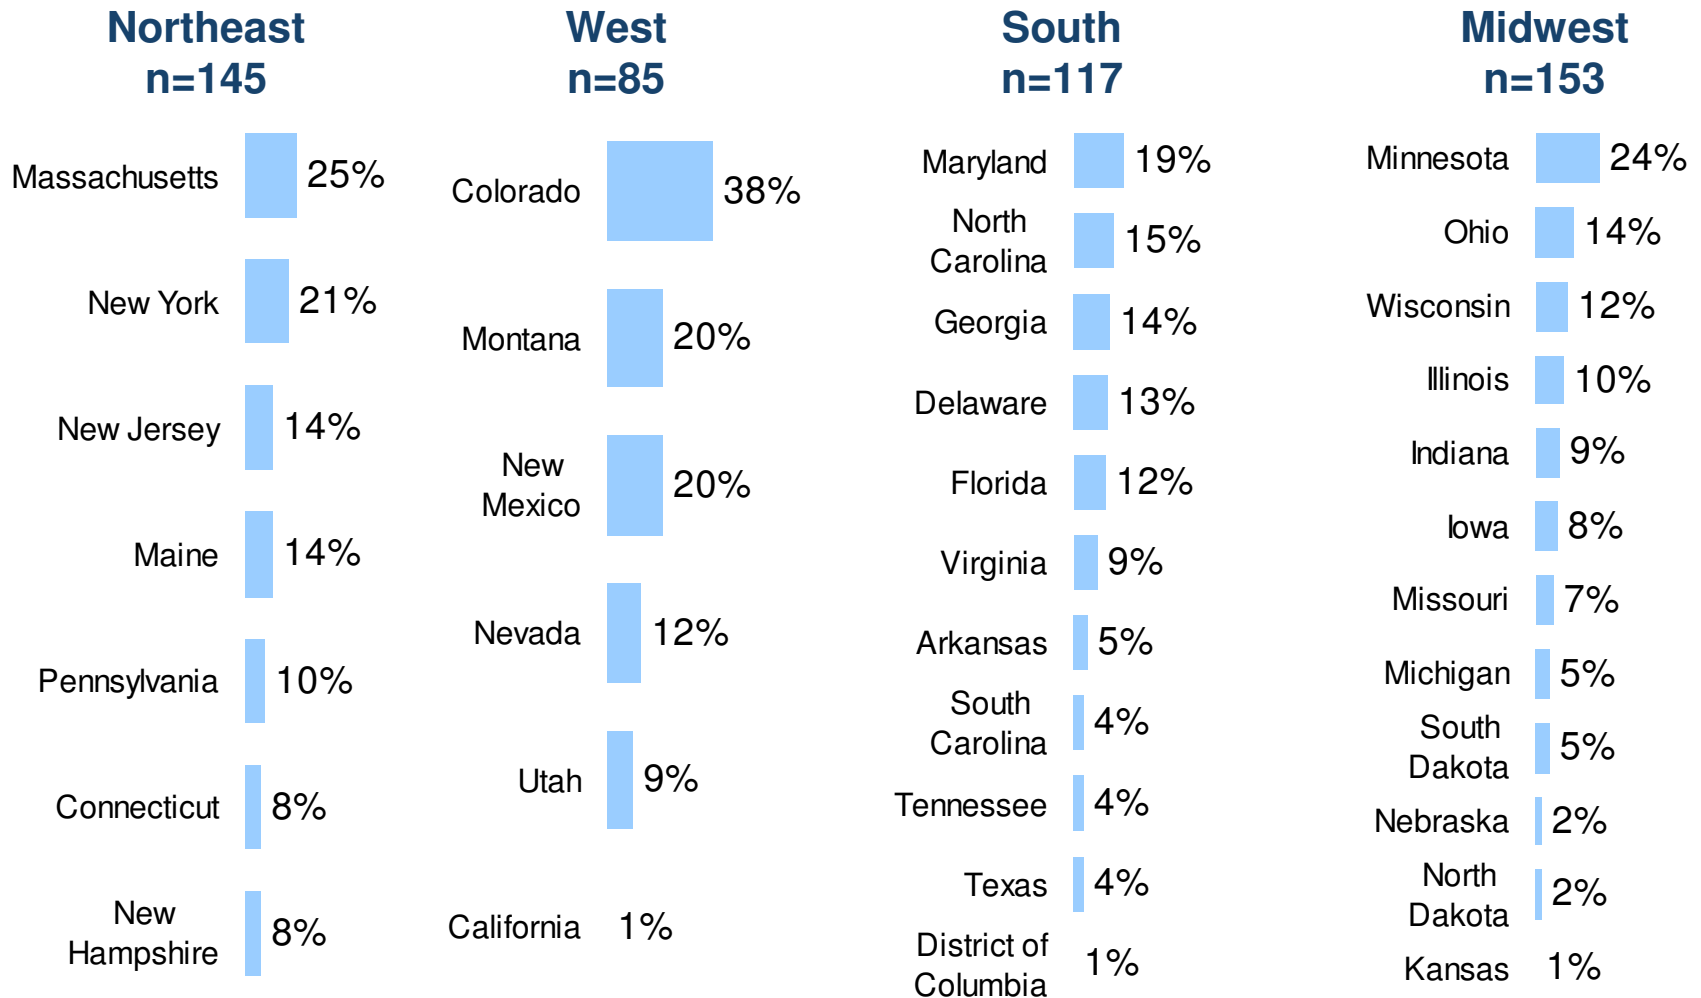 Northeast
n=145
Massachusetts 25%
New York 21%
New Jersey 14%
Maine 14%
Pennsylvania 10%
Connecticut 8%
New
Hampshire 8%
West
n=85
Colorado 38%
Montana 20%
New
Mexico 20%
Nevada 12%
Utah 9%
California 1%
South
n=117
Maryland 19%
North
Carolina 15%
Georgia 14%
Delaware 13%
Florida 12%
Virginia 9%
Arkansas 5%
South
Carolina 4%
Tennessee 4%
Texas 4%
District of
Columbia 1%
Midwest
n=153
Minnesota 24%
Ohio 14%
Wisconsin 12%
Illinois 10%
Indiana 9%
Iowa 8%
Missouri 7%
Michigan 5%
South
Dakota 5%
Nebraska 2%
North
Dakota 2%
Kansas 1%